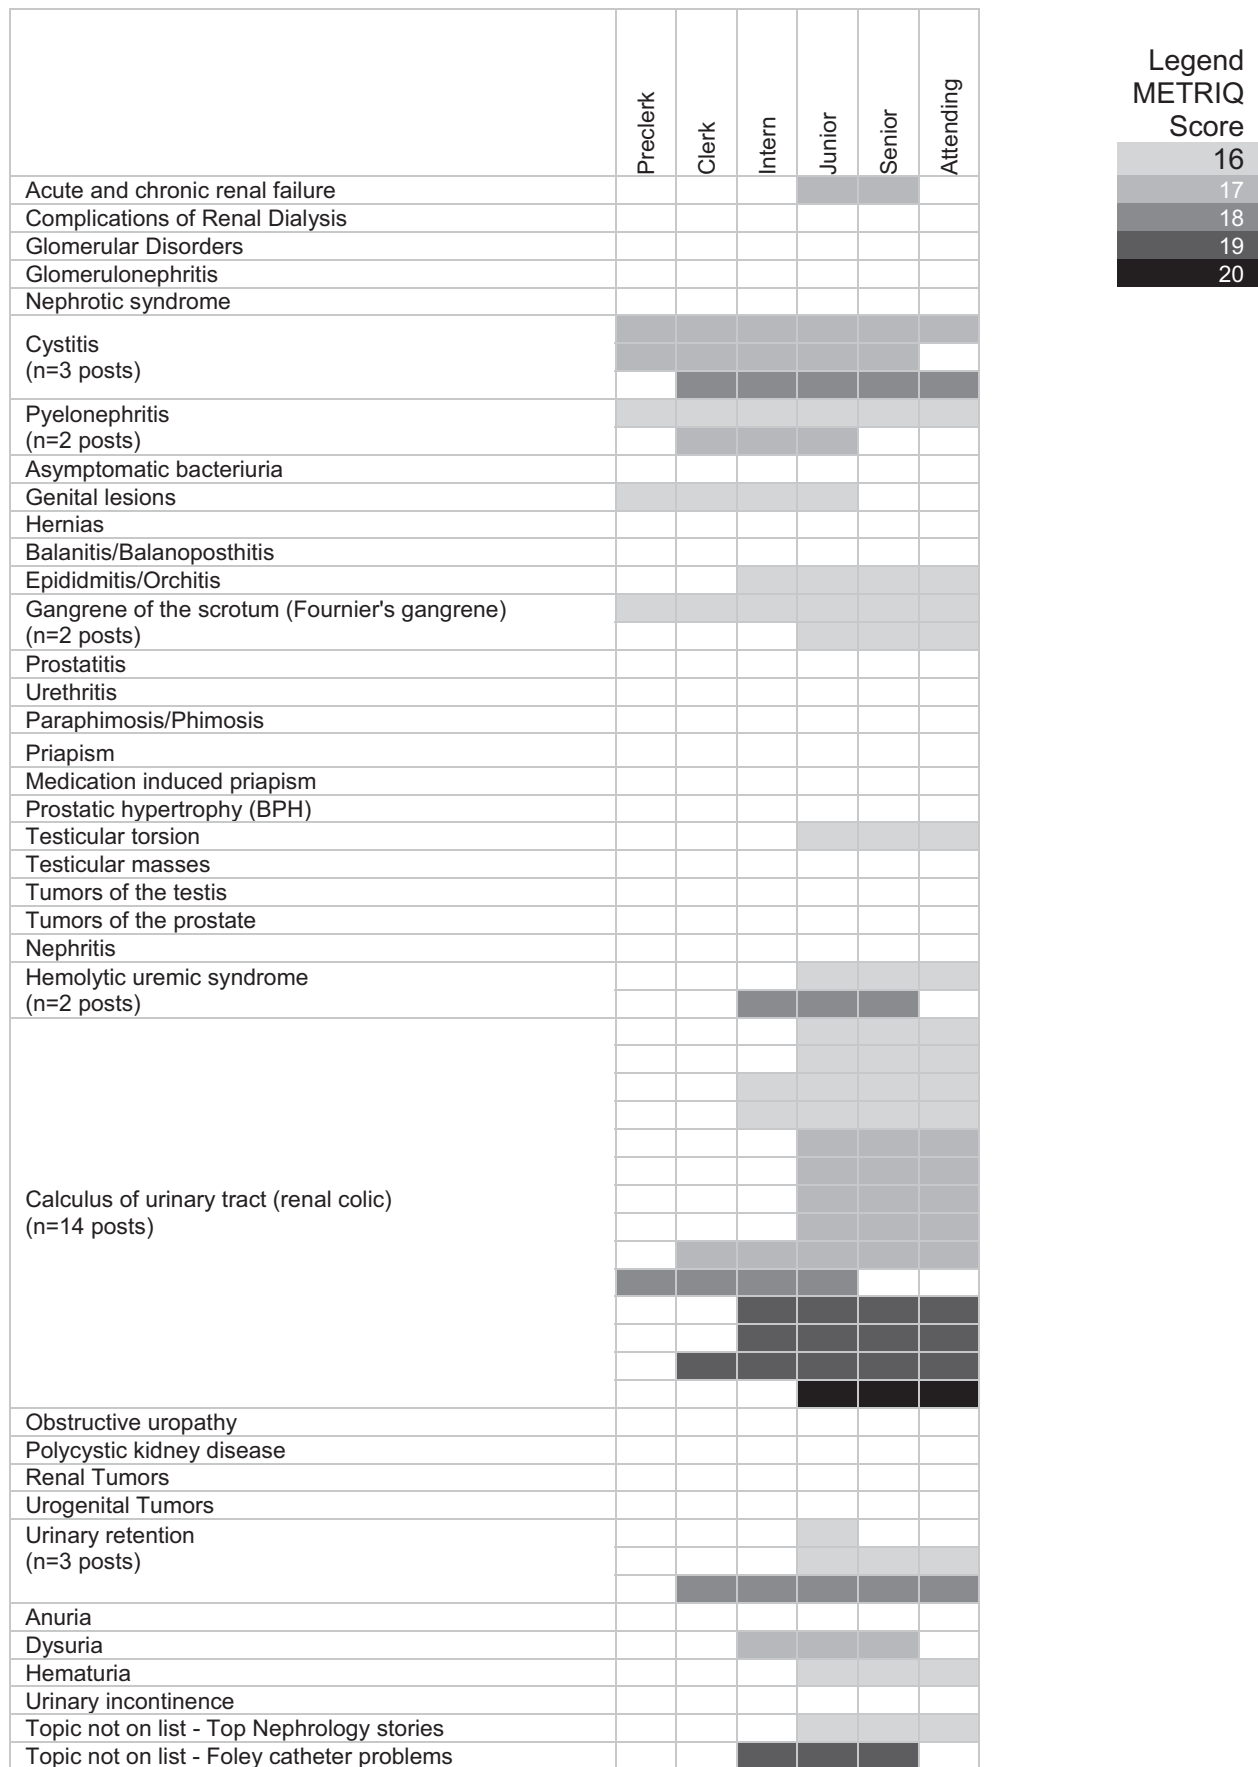 Preclerk
Clerk
Intern
Junior
Senior
Attending
Legend
METRIQ
Score
16
17
18
19
20
Acute and chronic renal failure
Complications of Renal Dialysis
Glomerular Disorders
Glomerulonephritis
Nephrotic syndrome
Cystitis
(n=3 posts)
Pyelonephritis
(n=2 posts)
Asymptomatic bacteriuria
Genital lesions
Hernias
Balanitis/Balanoposthitis
Epididmitis/Orchitis
Gangrene of the scrotum (Fournier's gangrene)
(n=2 posts)
Prostatitis
Urethritis
Paraphimosis/Phimosis
Priapism
Medication induced priapism
Prostatic hypertrophy (BPH)
Testicular torsion
Testicular masses
Tumors of the testis
Tumors of the prostate
Nephritis
Hemolytic uremic syndrome
(n=2 posts)
Calculus of urinary tract (renal colic)
(n=14 posts)
Obstructive uropathy
Polycystic kidney disease
Renal Tumors
Urogenital Tumors
Urinary retention
(n=3 posts)
Anuria
Dysuria
Hematuria
Urinary incontinence
Topic not on list - Top Nephrology stories
Topic not on list - Foley catheter problems